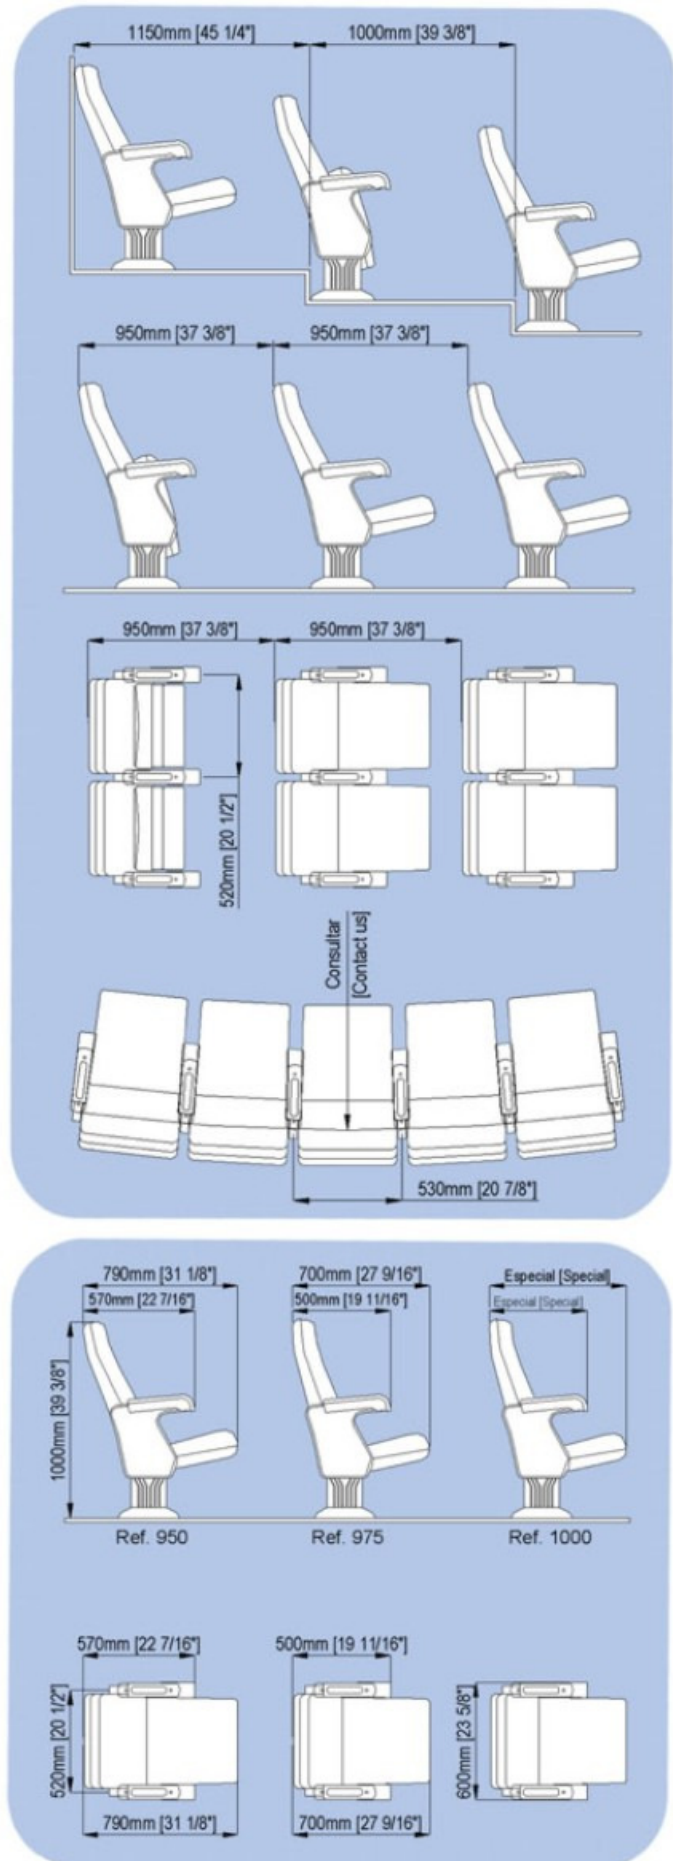 1150mm [45 1/4"]
1000mm [39 3/8"]
950mm [37 3/8"]
950mm [37 3/8"]
950mm [37 3/8"]
950mm [37 3/8"]
520mm [20 1/2"]
Consultar
[Contact us]
530mm [20 7/8"]
790mm [31 1/8"]
700mm [27 9/16"]
Especial [Special]
570mm [22 7/16"]
500mm [19 11/16"]
Especial [Special]
1000mm [39 3/8"]
Ref. 950
Ref. 975
Ref. 1000
570mm [22 7/16"]
500mm [19 11/16"]
520mm [20 1/2"]
600mm [23 5/8"]
790mm [31 1/8"]
700mm [27 9/16"]